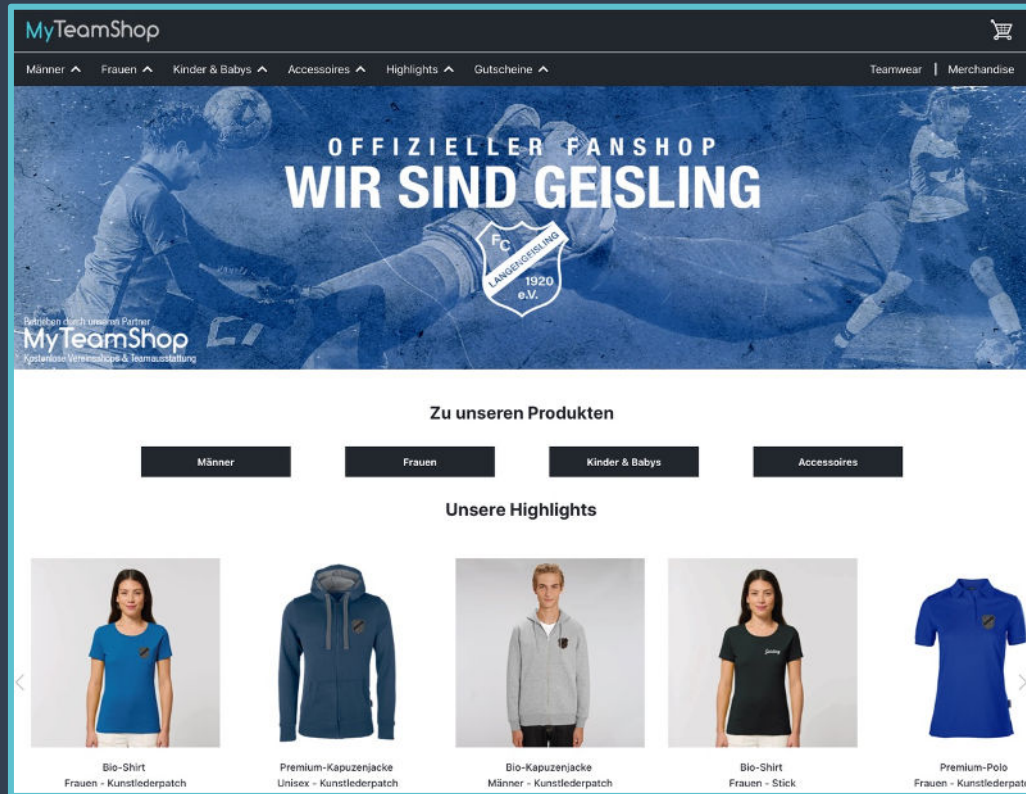 MyTeamShop
Männer Frauen Kinder & Babys Accessoires Highlights Gutscheine Teamwear | Merchandise
OFFIZIELLER FANSHOP
WIR SIND GEISLING
FC
LANGENGEISLING
1920
e.V.
Betrieben durch unseren Partner
MyTeamShop
Kostenlose Vereinsshops & Teamausstattung
Zu unseren Produkten
Männer Frauen Kinder & Babys Accessoires
Unsere Highlights
Geisling
Bio-Shirt Premium-Kapuzenjacke Bio-Kapuzenjacke Bio-Shirt Premium-Polo
Frauen - Kunstlederpatch Unisex - Kunstlederpatch Männer - Kunstlederpatch Frauen - Stick Frauen - Kunstlederpatc